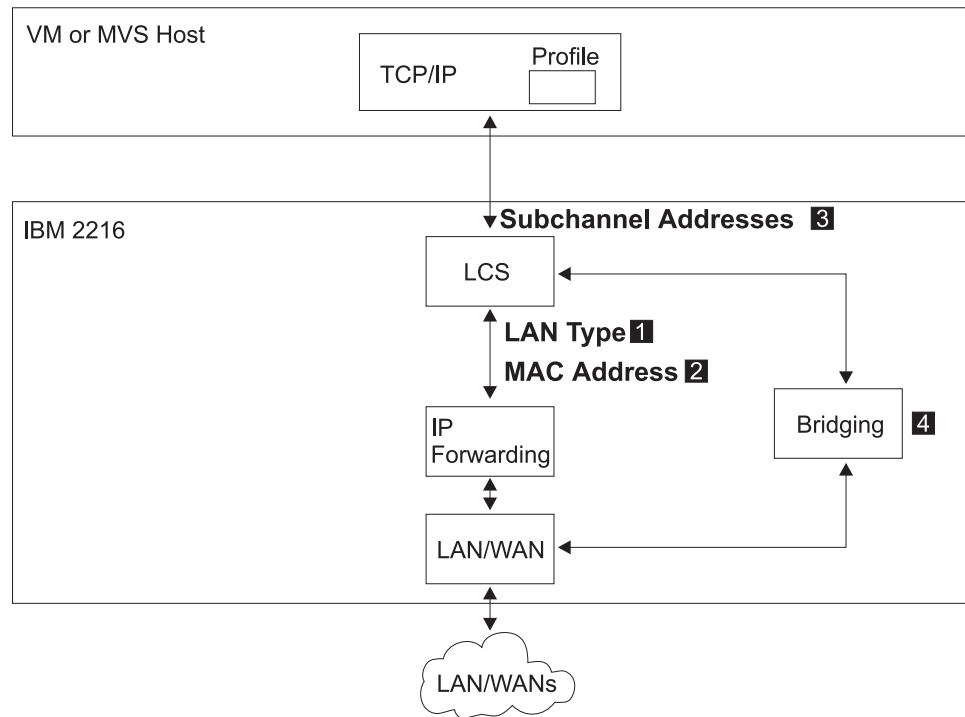 VM or MVS Host
Profile
TCP/IP
IBM 2216
Subchannel Addresses 3
LCS
LAN Type 1
MAC Address 2
IP
Forwarding
Bridging 4
LAN/WAN
LAN/WANs